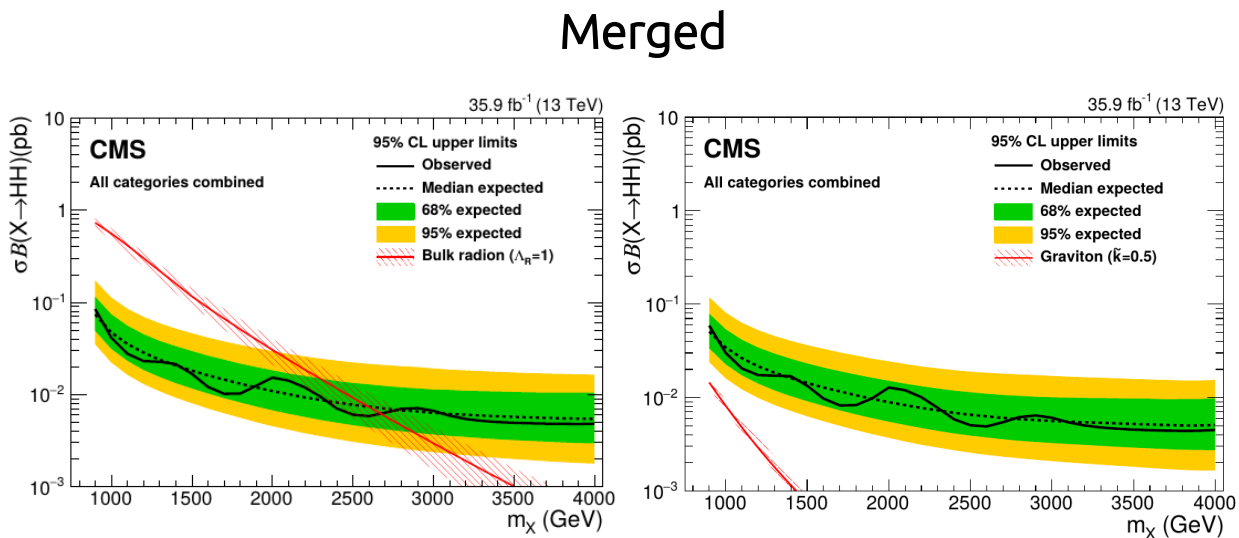 Merged
35.9 fb⁻¹ (13 TeV)
σB(X→HH)(pb)
CMS
All categories combined
95% CL upper limits
Observed
Median expected
68% expected
95% expected
Bulk radion (Λ_R=1)
10
1
10⁻¹
10⁻²
10⁻³
1000 1500 2000 2500 3000 3500 4000
m_X (GeV)
35.9 fb⁻¹ (13 TeV)
σB(X→HH)(pb)
CMS
All categories combined
95% CL upper limits
Observed
Median expected
68% expected
95% expected
Graviton (k̃=0.5)
10
1
10⁻¹
10⁻²
10⁻³
1000 1500 2000 2500 3000 3500 4000
m_X (GeV)